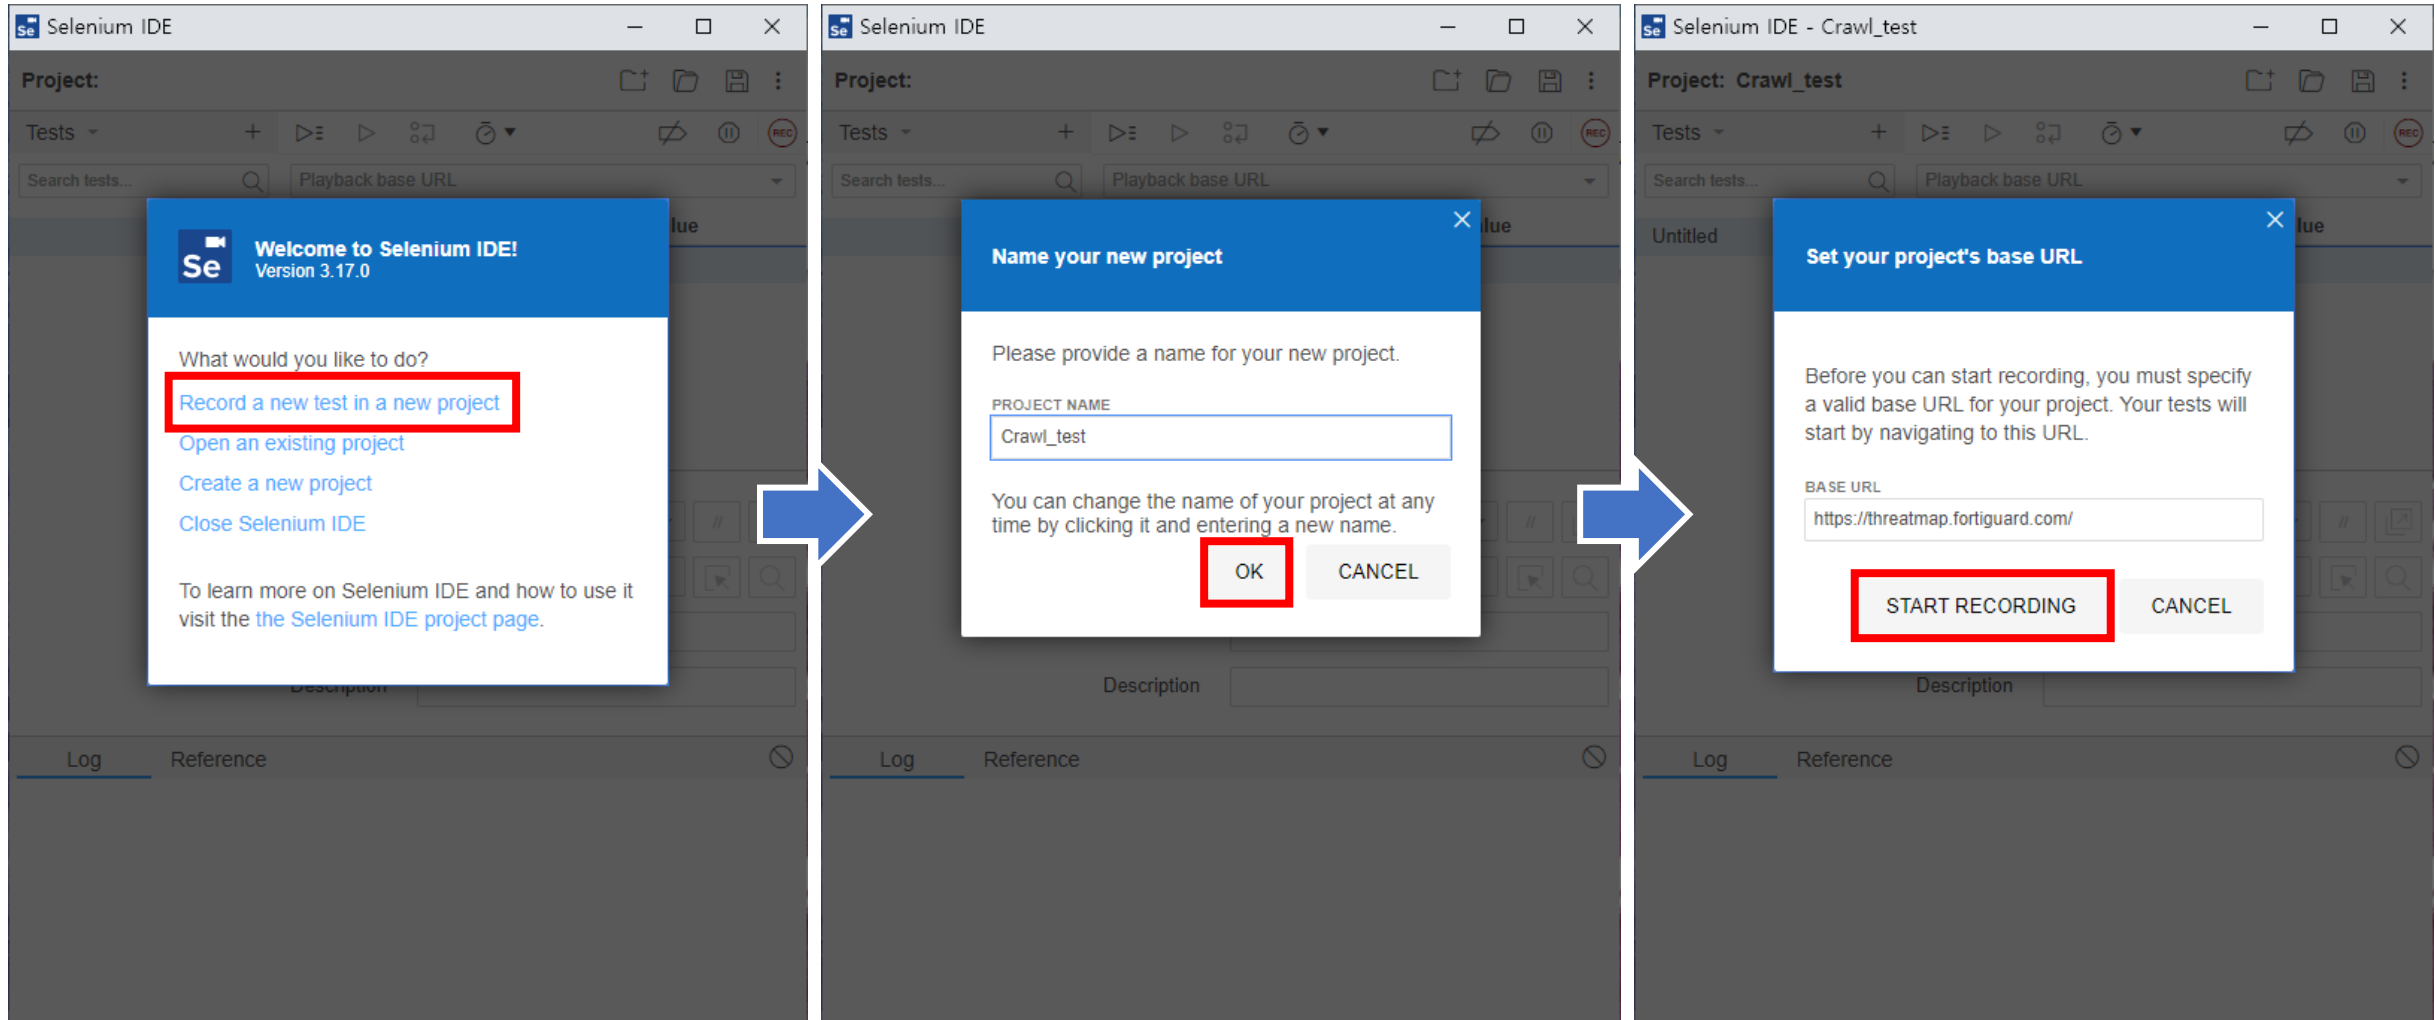 Selenium IDE
Project:
Tests
REC
Search tests...
Playback base URL
lue
Se
Welcome to Selenium IDE!
Version 3.17.0
What would you like to do?
Record a new test in a new project
Open an existing project
Create a new project
Close Selenium IDE
To learn more on Selenium IDE and how to use it
visit the the Selenium IDE project page.
Description
//
Log
Reference
Selenium IDE
Project:
Tests
REC
Search tests...
Playback base URL
lue
Name your new project
Please provide a name for your new project.
PROJECT NAME
Crawl_test
You can change the name of your project at any
time by clicking it and entering a new name.
OK
CANCEL
//
Description
Log
Reference
Selenium IDE - Crawl_test
Project: Crawl_test
Tests
REC
Search tests...
Playback base URL
Untitled
lue
Set your project's base URL
Before you can start recording, you must specify
a valid base URL for your project. Your tests will
start by navigating to this URL.
BASE URL
https://threatmap.fortiguard.com/
START RECORDING
CANCEL
//
Description
Log
Reference